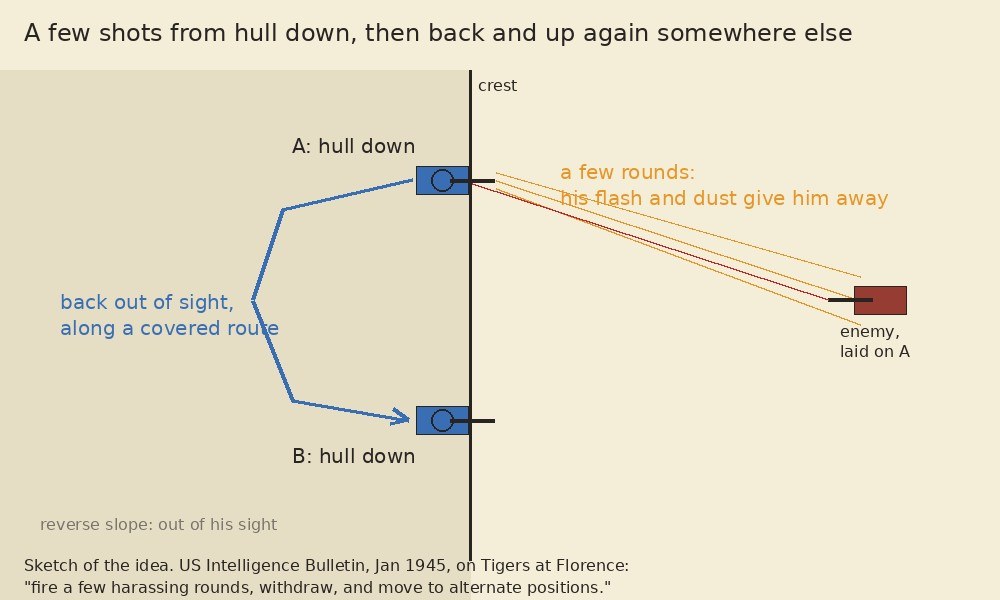 A few shots from hull down, then back and up again somewhere else
crest
A: hull down
a few rounds:
his flash and dust give him away
back out of sight,
along a covered route
enemy,
laid on A
B: hull down
reverse slope: out of his sight
Sketch of the idea. US Intelligence Bulletin, Jan 1945, on Tigers at Florence:
"fire a few harassing rounds, withdraw, and move to alternate positions."